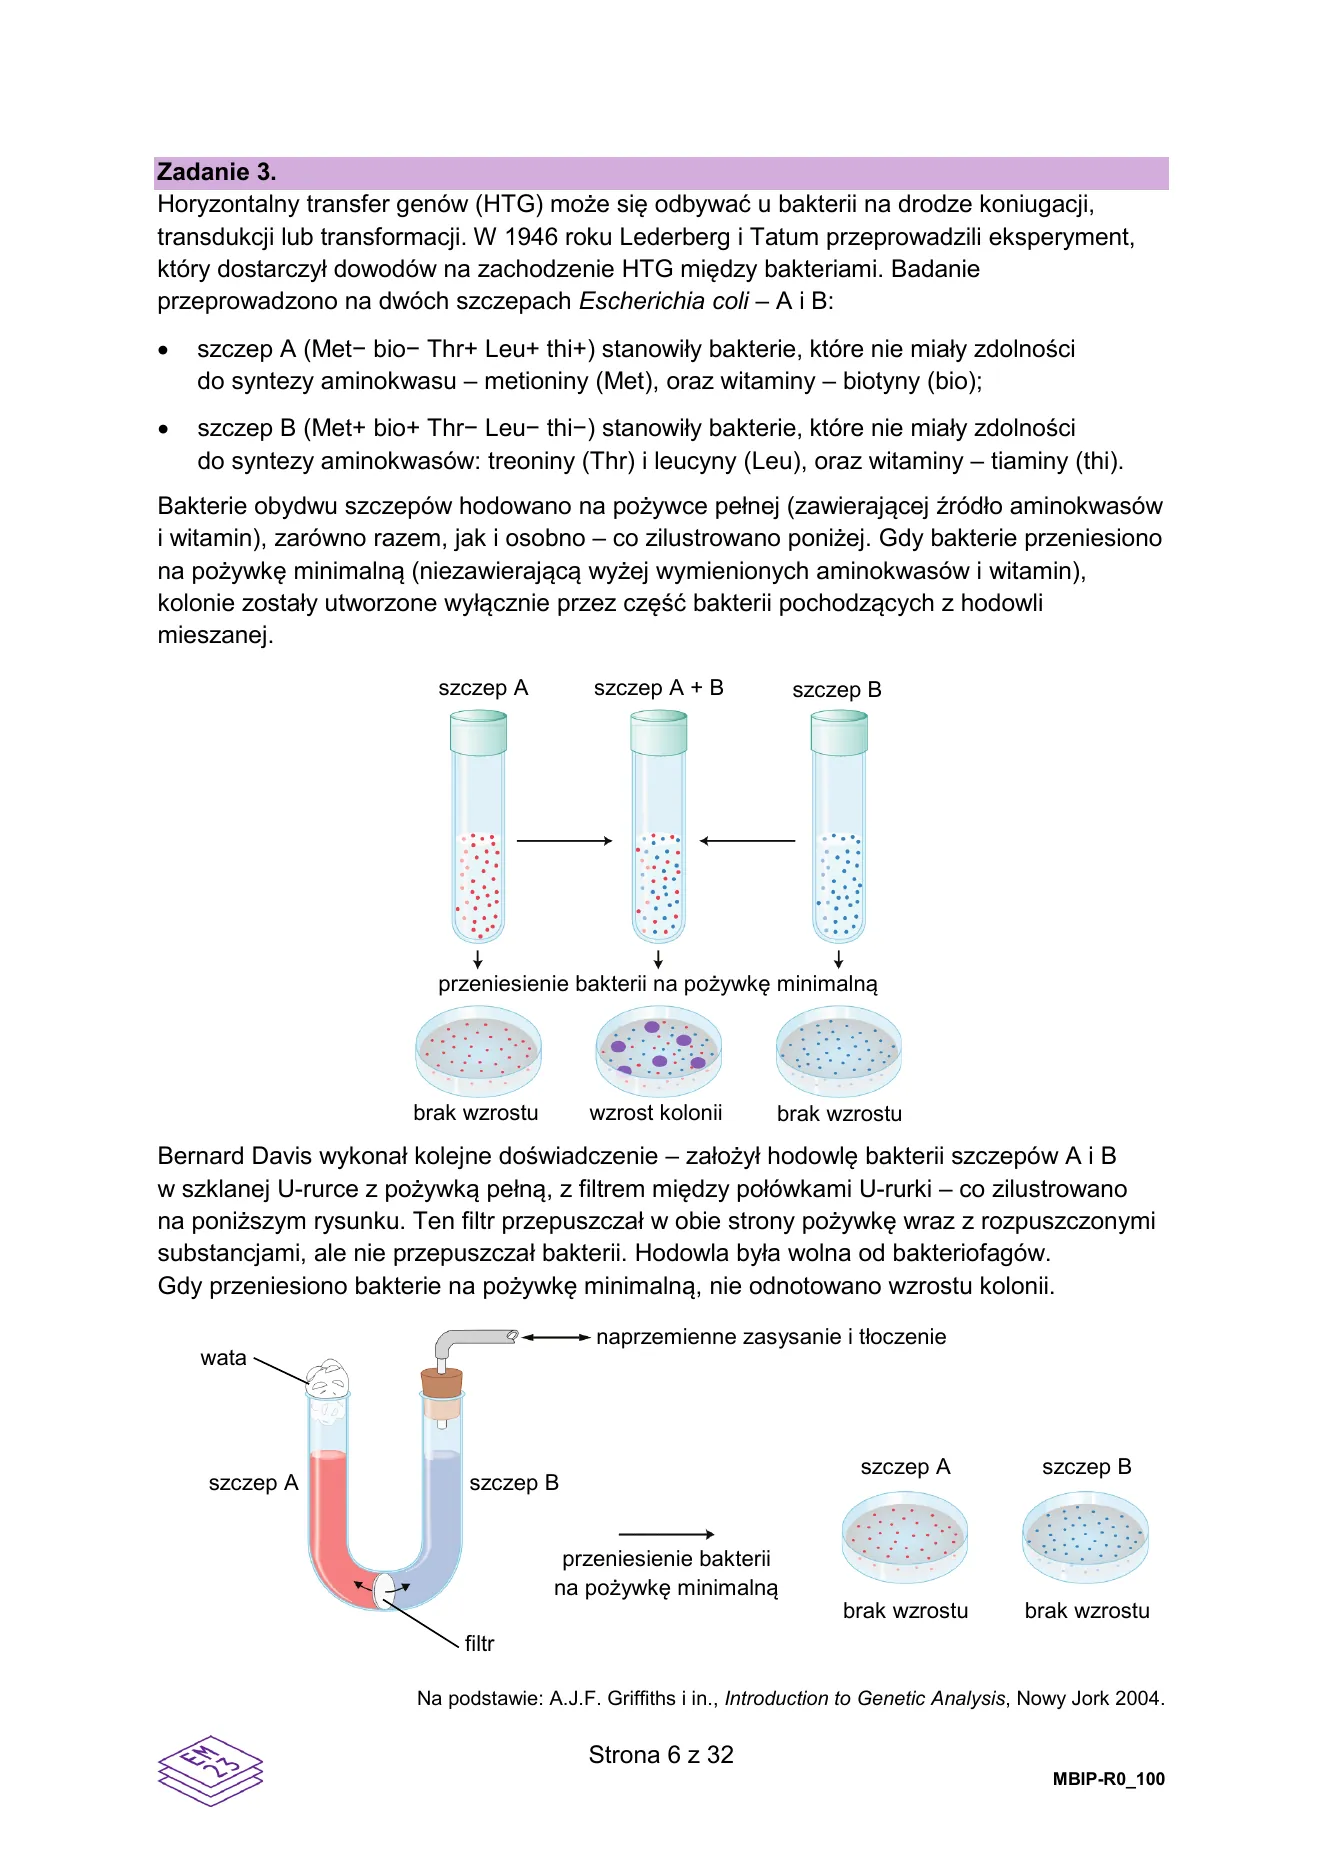 Zadanie 3.
Horyzontalny transfer genów (HTG) może się odbywać u bakterii na drodze koniugacji,
transdukcji lub transformacji. W 1946 roku Lederberg i Tatum przeprowadzili eksperyment,
który dostarczył dowodów na zachodzenie HTG między bakteriami. Badanie
przeprowadzono na dwóch szczepach Escherichia coli – A i B:
• szczep A (Met− bio− Thr+ Leu+ thi+) stanowiły bakterie, które nie miały zdolności
do syntezy aminokwasu – metioniny (Met), oraz witaminy – biotyny (bio);
• szczep B (Met+ bio+ Thr− Leu− thi−) stanowiły bakterie, które nie miały zdolności
do syntezy aminokwasów: treoniny (Thr) i leucyny (Leu), oraz witaminy – tiaminy (thi).
Bakterie obydwu szczepów hodowano na pożywce pełnej (zawierającej źródło aminokwasów
i witamin), zarówno razem, jak i osobno – co zilustrowano poniżej. Gdy bakterie przeniesiono
na pożywkę minimalną (niezawierającą wyżej wymienionych aminokwasów i witamin),
kolonie zostały utworzone wyłącznie przez część bakterii pochodzących z hodowli
mieszanej.
szczep A szczep A + B szczep B
przeniesienie bakterii na pożywkę minimalną
brak wzrostu wzrost kolonii brak wzrostu
Bernard Davis wykonał kolejne doświadczenie – założył hodowlę bakterii szczepów A i B
w szklanej U-rurce z pożywką pełną, z filtrem między połówkami U-rurki – co zilustrowano
na poniższym rysunku. Ten filtr przepuszczał w obie strony pożywkę wraz z rozpuszczonymi
substancjami, ale nie przepuszczał bakterii. Hodowla była wolna od bakteriofagów.
Gdy przeniesiono bakterie na pożywkę minimalną, nie odnotowano wzrostu kolonii.
naprzemienne zasysanie i tłoczenie
wata
szczep A szczep B
szczep A szczep B
przeniesienie bakterii
na pożywkę minimalną
brak wzrostu brak wzrostu
filtr
Na podstawie: A.J.F. Griffiths i in., Introduction to Genetic Analysis, Nowy Jork 2004.
EM
23
Strona 6 z 32
MBIP-R0_100